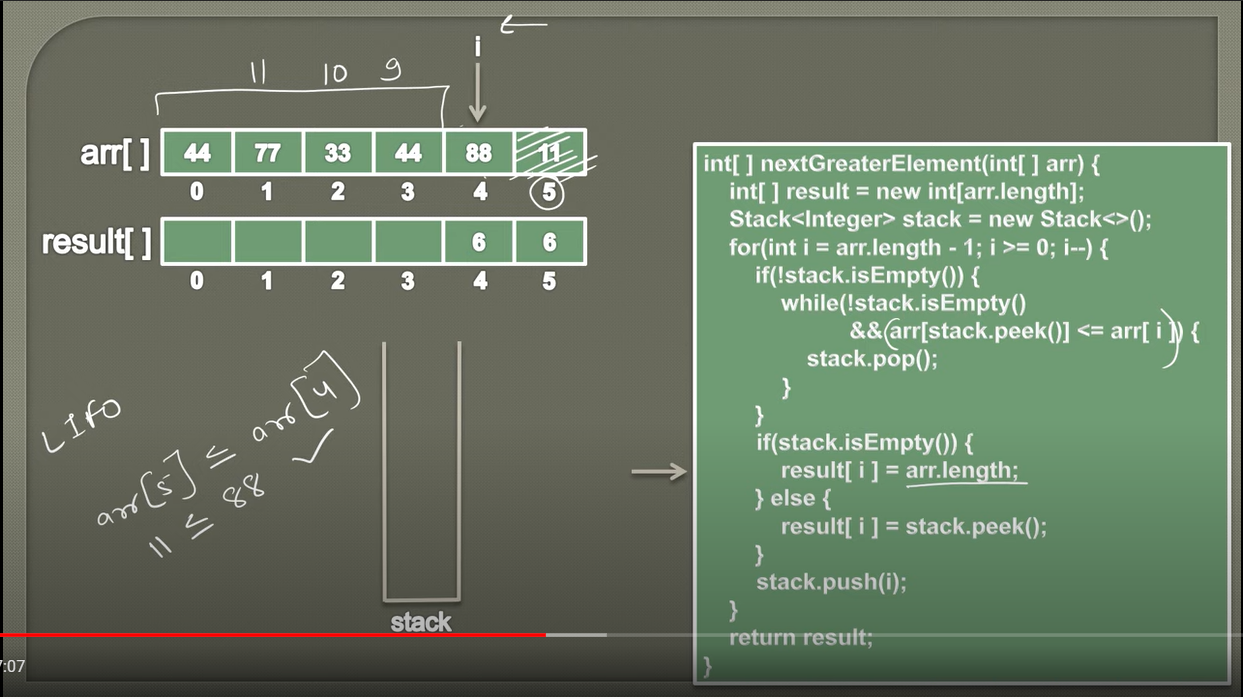 i
11 10 9
arr[ ] 44 77 33 44 88 11
0 1 2 3 4 5
result[ ] 6 6
0 1 2 3 4 5
LIFO
arr[5] <= arr[4]
11 <= 88
stack
int[ ] nextGreaterElement(int[ ] arr) {
int[ ] result = new int[arr.length];
Stack<Integer> stack = new Stack<>();
for(int i = arr.length - 1; i >= 0; i--) {
if(!stack.isEmpty()) {
while(!stack.isEmpty()
&& arr[stack.peek()] <= arr[ i ]) {
stack.pop();
}
}
if(stack.isEmpty()) {
result[ i ] = arr.length;
} else {
result[ i ] = stack.peek();
}
stack.push(i);
}
return result;
}
7:07